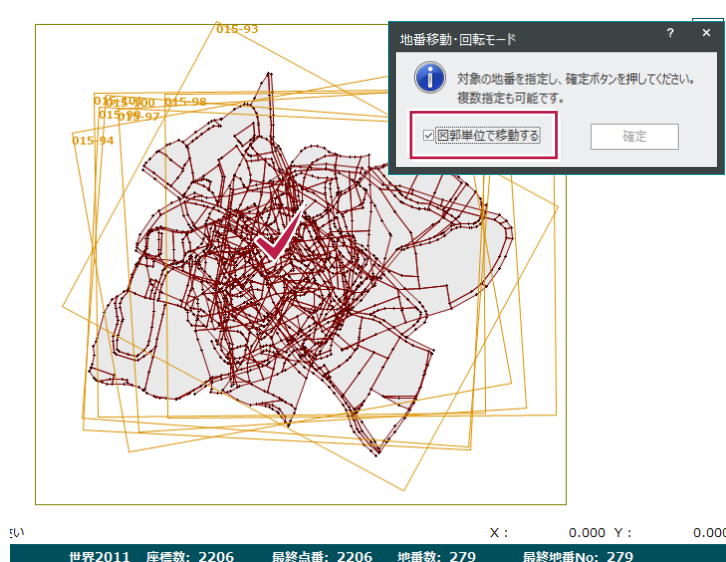 015-93
015-101
015-100
015-98
015-97
015-94
地番移動・回転モード ? ×
対象の地番を指定し、確定ボタンを押してください。
複数指定も可能です。
図郭単位で移動する
確定
さい
X : 0.000 Y : 0.000
世界2011 座標数: 2206 最終点番: 2206 地番数: 279 最終地番No: 279